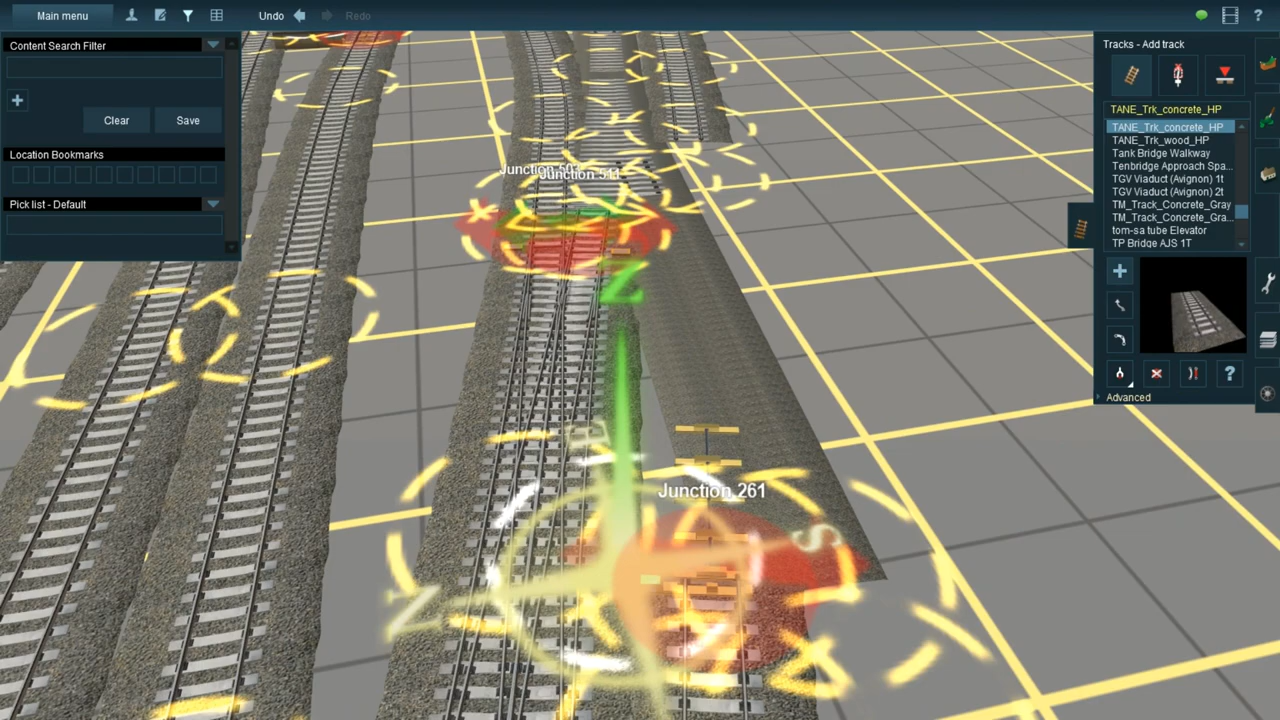 Main menu
Undo
Redo
?
Content Search Filter
Clear
Save
Location Bookmarks
Pick list - Default
Tracks - Add track
TANE_Trk_concrete_HP
TANE_Trk_concrete_HP
TANE_Trk_wood_HP
Tank Bridge Walkway
Tenbridge Approach Spa...
TGV Viaduct (Avignon) 1t
TGV Viaduct (Avignon) 2t
TM_Track_Concrete_Gray
TM_Track_Concrete_Gra...
tom-sa tube Elevator
TP Bridge AJS 1T
?
Advanced
Junction
Junction 511
Z
E
Junction 261
S
N